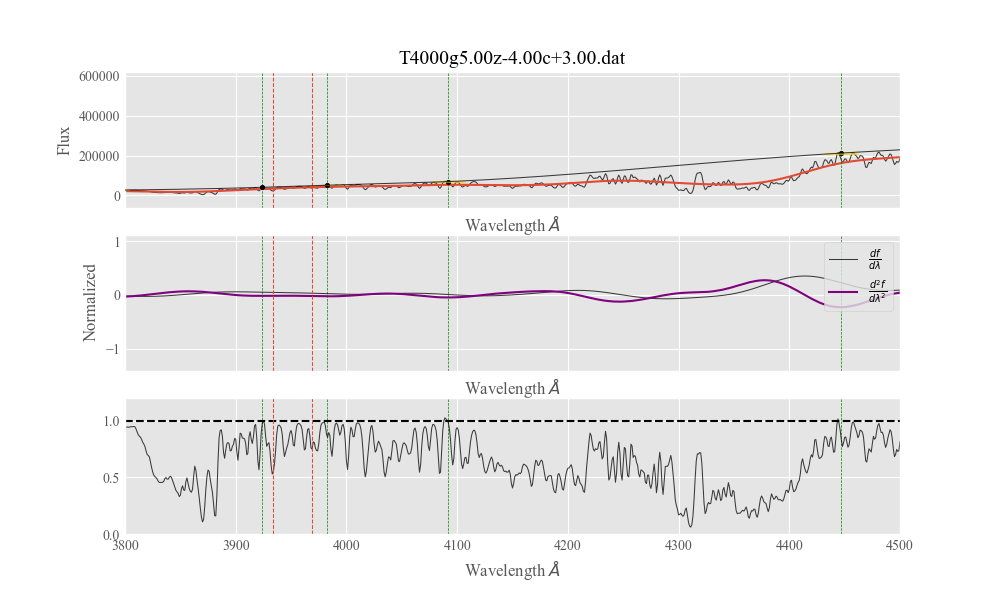 T4000g5.00z-4.00c+3.00.dat
600000
400000
200000
0
Flux
Wavelength Å
1
0
−1
Normalized
df
dλ
d²f
dλ²
Wavelength Å
1.0
0.5
0.0
3800 3900 4000 4100 4200 4300 4400 4500
Wavelength Å